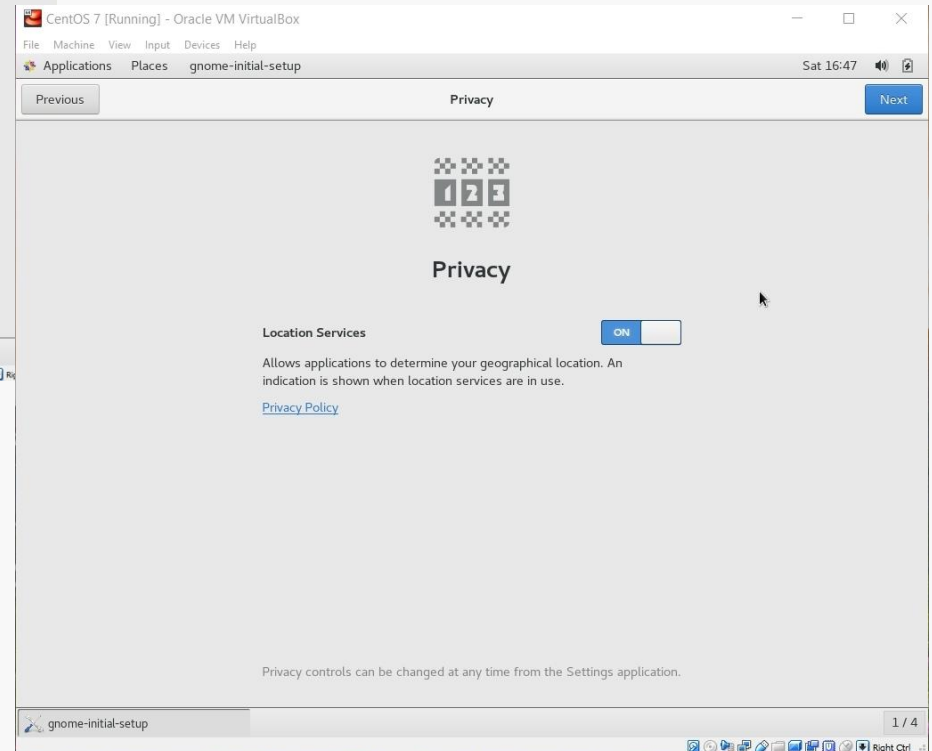 CentOS 7 [Running] - Oracle VM VirtualBox
File Machine View Input Devices Help
Applications Places gnome-initial-setup Sat 16:47
Previous Privacy Next
1 2 3
Privacy
Location Services ON
Allows applications to determine your geographical location. An
indication is shown when location services are in use.
Privacy Policy
Privacy controls can be changed at any time from the Settings application.
gnome-initial-setup 1 / 4
Right Ctrl